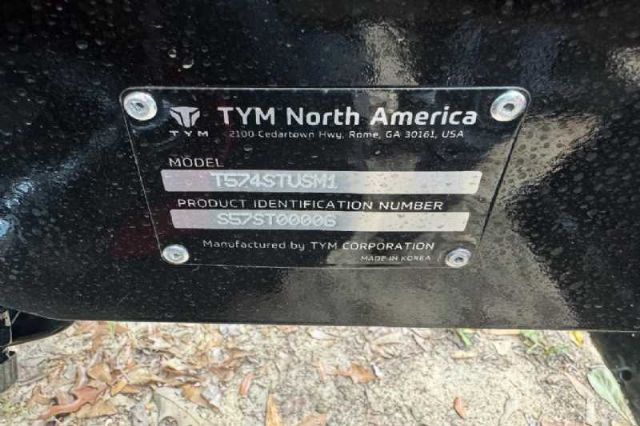 TYM North America
TYM
2100 Cedartown Hwy, Rome, GA 30161, USA
MODEL
T574STUSM1
PRODUCT IDENTIFICATION NUMBER
S57ST00006
Manufactured by TYM CORPORATION
MADE IN KOREA